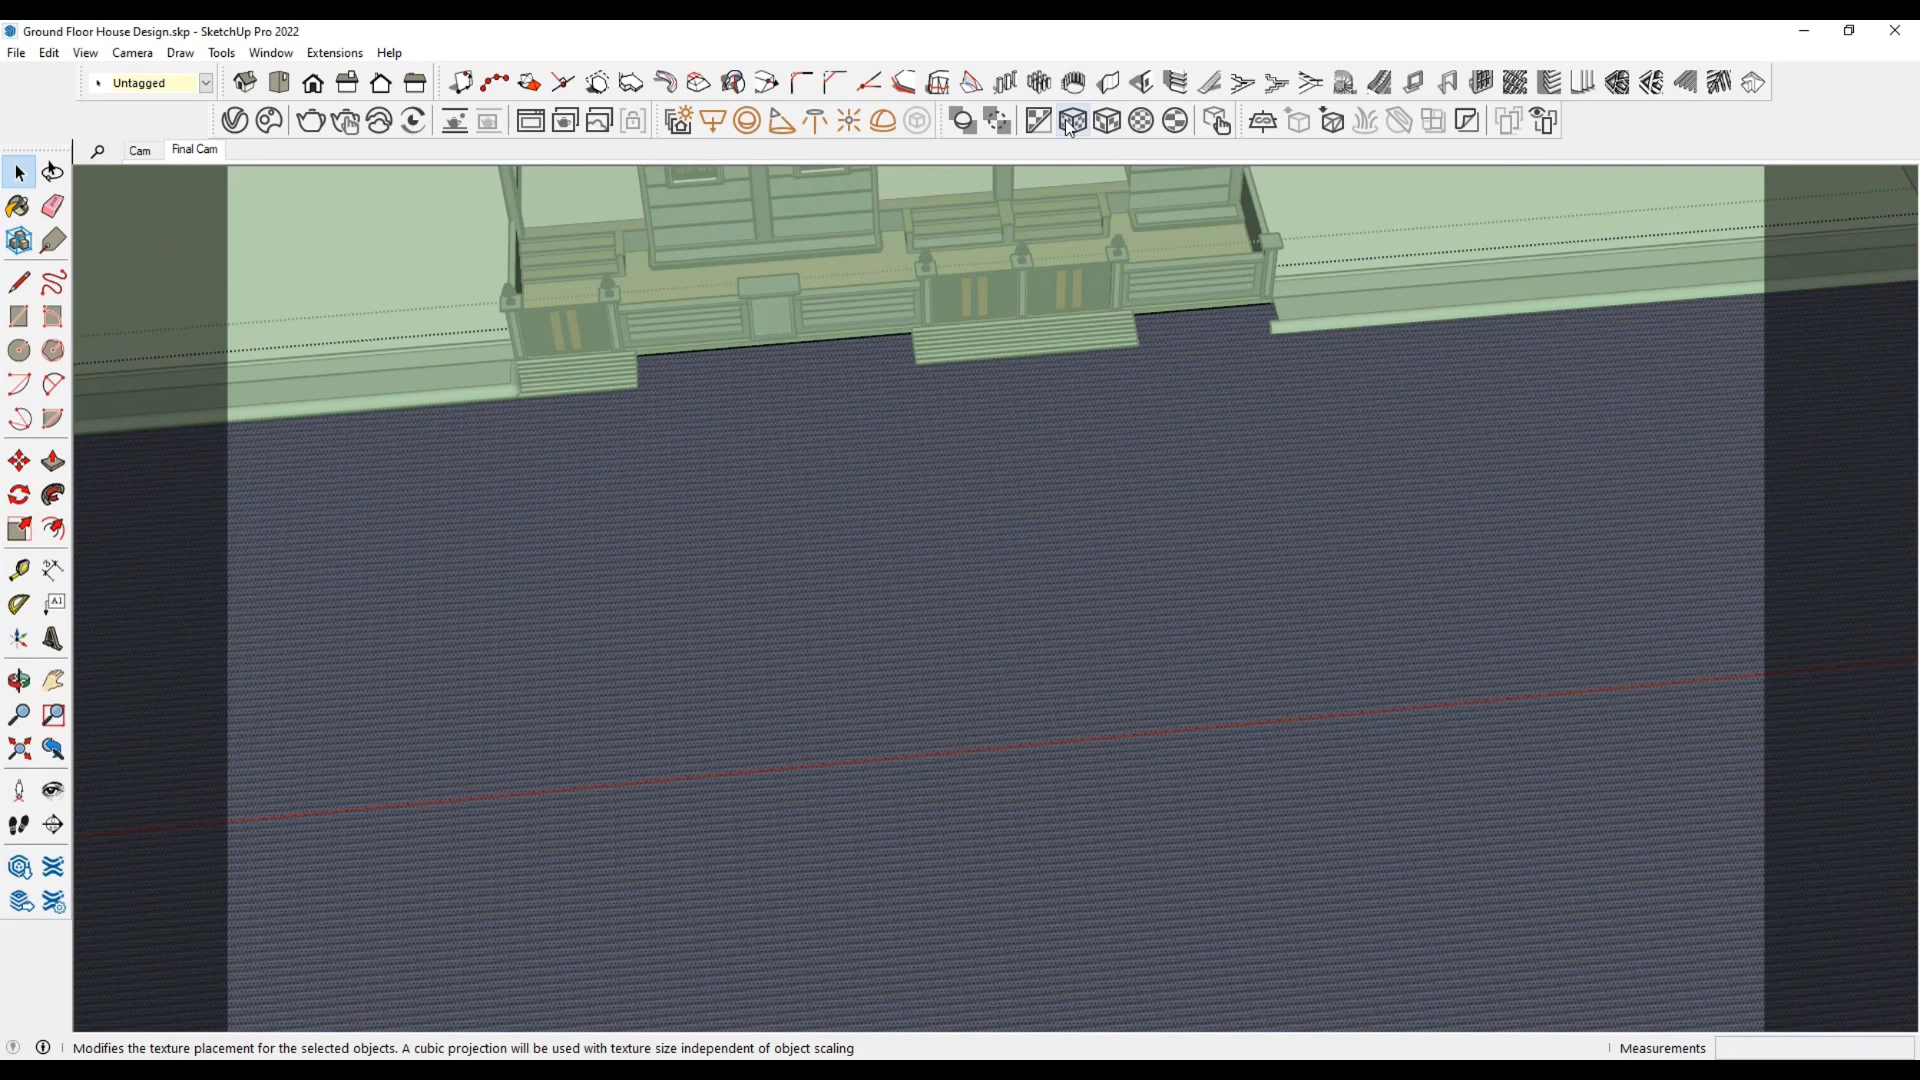 Ground Floor House Design.skp - SketchUp Pro 2022
File Edit View Camera Draw Tools Window Extensions Help
Untagged
Cam Final Cam
A1
Modifies the texture placement for the selected objects. A cubic projection will be used with texture size independent of object scaling
Measurements